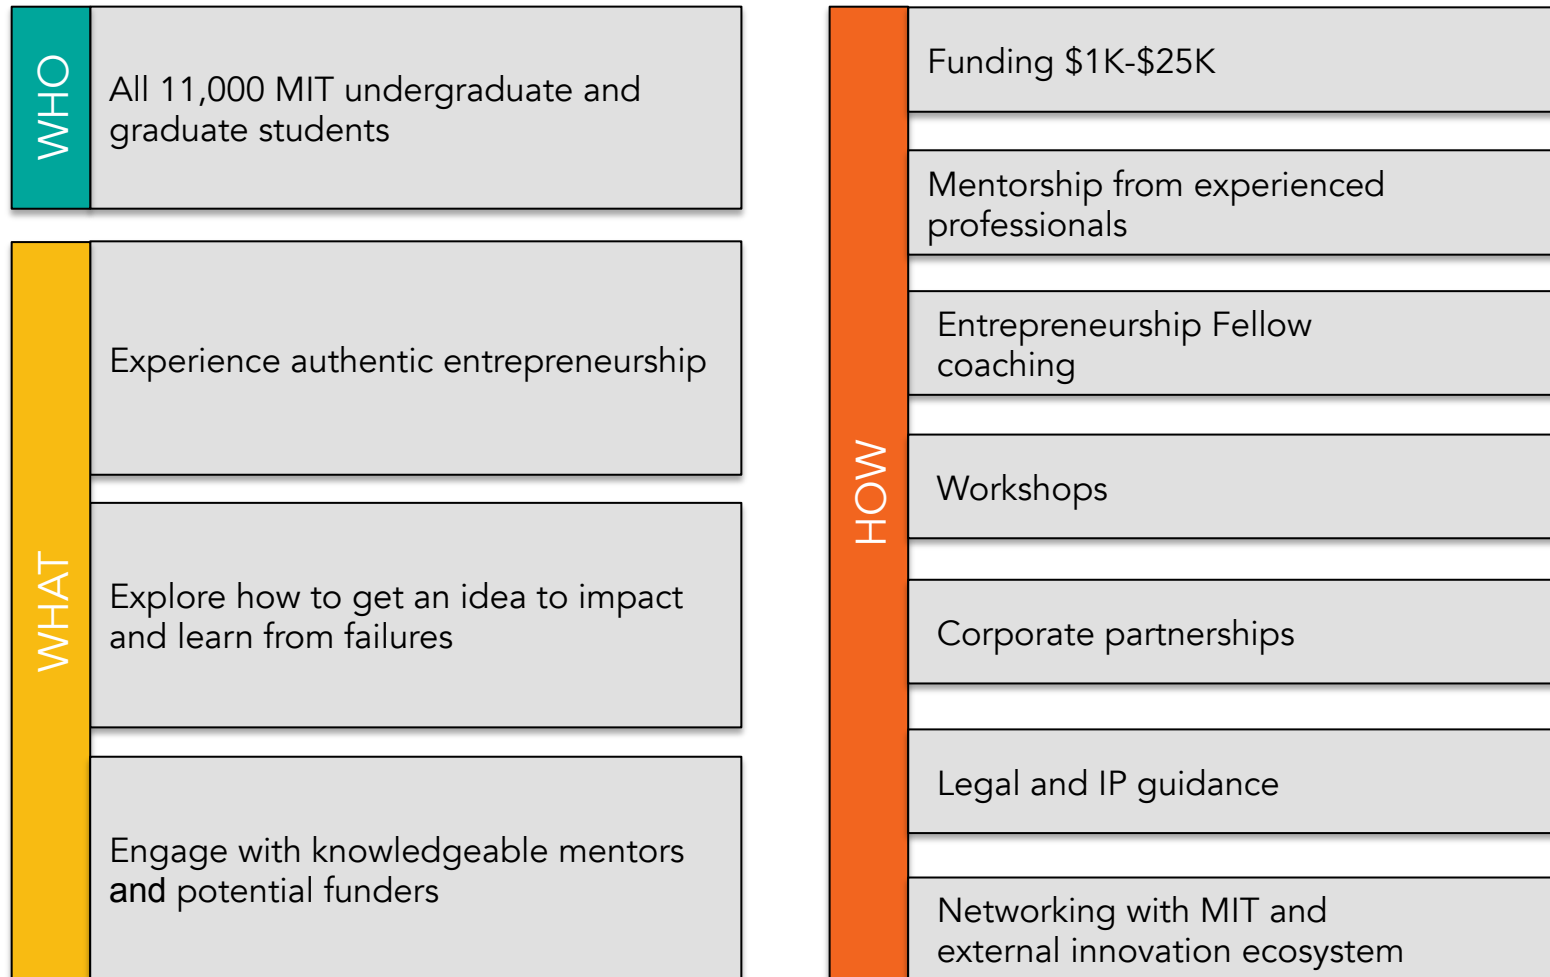 WHO
All 11,000 MIT undergraduate and
graduate students
WHAT
Experience authentic entrepreneurship
Explore how to get an idea to impact
and learn from failures
Engage with knowledgeable mentors
and potential funders
HOW
Funding $1K-$25K
Mentorship from experienced
professionals
Entrepreneurship Fellow
coaching
Workshops
Corporate partnerships
Legal and IP guidance
Networking with MIT and
external innovation ecosystem